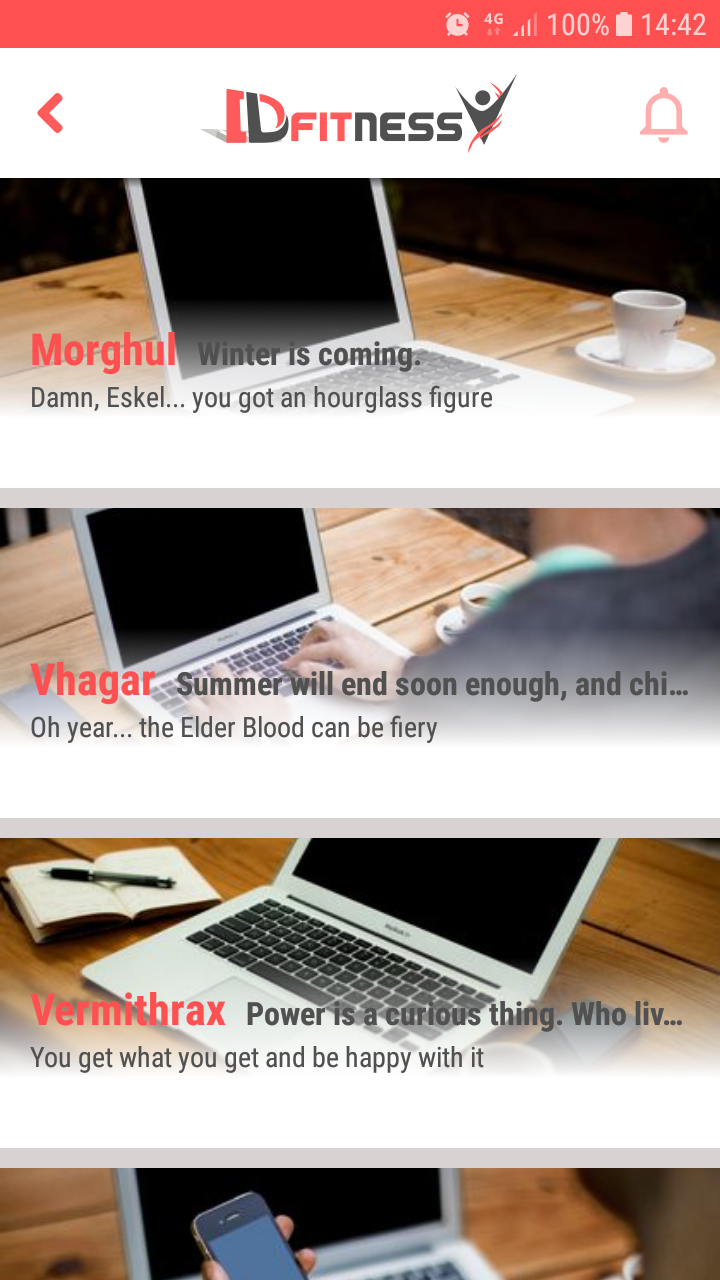 4G 100% 14:42
IDFITNESS
Morghul Winter is coming.
Damn, Eskel... you got an hourglass figure
Vhagar Summer will end soon enough, and chi...
Oh year... the Elder Blood can be fiery
Vermithrax Power is a curious thing. Who liv...
You get what you get and be happy with it